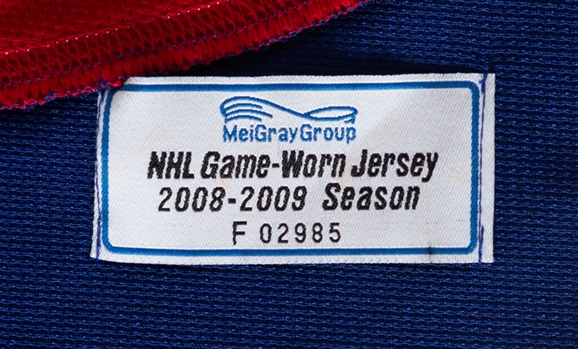 MeiGrayGroup
NHL Game-Worn Jersey
2008-2009 Season
F 02985